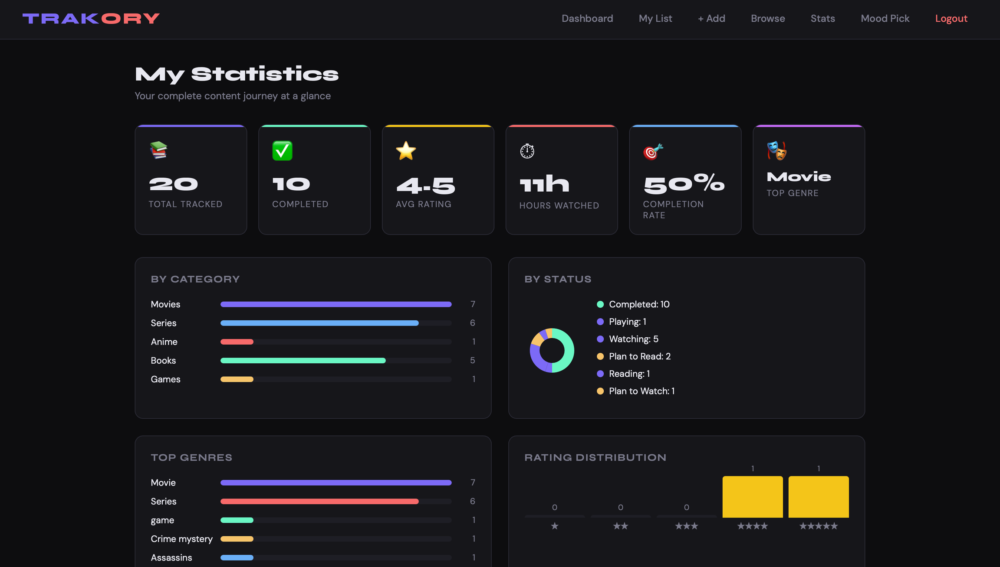 TRAKORY
Dashboard
My List
+ Add
Browse
Stats
Mood Pick
Logout
My Statistics
Your complete content journey at a glance
20
TOTAL TRACKED
10
COMPLETED
4.5
AVG RATING
11h
HOURS WATCHED
50%
COMPLETION
RATE
Movie
TOP GENRE
BY CATEGORY
Movies 7
Series 6
Anime 1
Books 5
Games 1
BY STATUS
Completed: 10
Playing: 1
Watching: 5
Plan to Read: 2
Reading: 1
Plan to Watch: 1
TOP GENRES
Movie 7
Series 6
game 1
Crime mystery 1
Assassins 1
RATING DISTRIBUTION
0 0 0 1 1
★ ★★ ★★★ ★★★★ ★★★★★